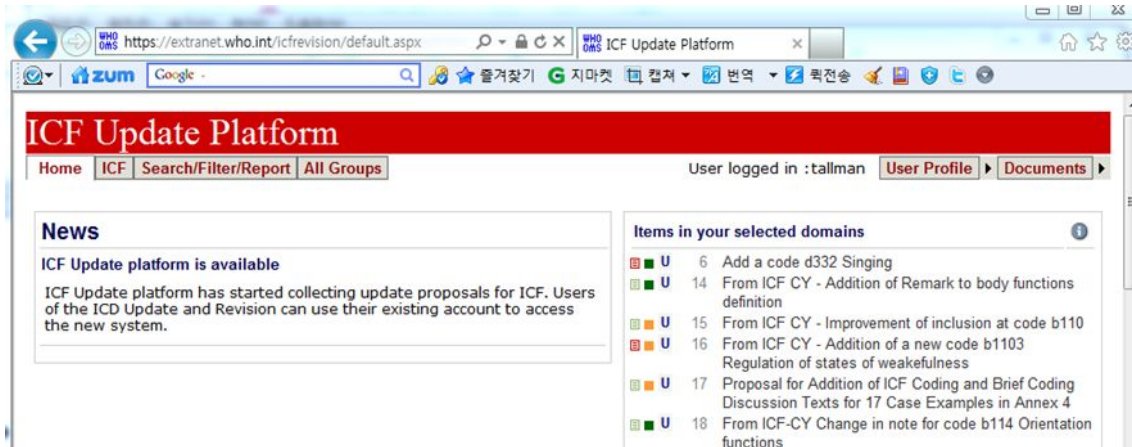 WHO OMS https://extranet.who.int/icfrevision/default.aspx WHO OMS ICF Update Platform
zum Google 즐겨찾기 G 지마켓 캡쳐 번역 퀵전송
ICF Update Platform
Home ICF Search/Filter/Report All Groups User logged in :tallman User Profile Documents
News
ICF Update platform is available
ICF Update platform has started collecting update proposals for ICF. Users
of the ICD Update and Revision can use their existing account to access
the new system.
Items in your selected domains
U 6 Add a code d332 Singing
U 14 From ICF CY - Addition of Remark to body functions
definition
U 15 From ICF CY - Improvement of inclusion at code b110
U 16 From ICF CY - Addition of a new code b1103
Regulation of states of weakefulness
U 17 Proposal for Addition of ICF Coding and Brief Coding
Discussion Texts for 17 Case Examples in Annex 4
U 18 From ICF-CY Change in note for code b114 Orientation
functions